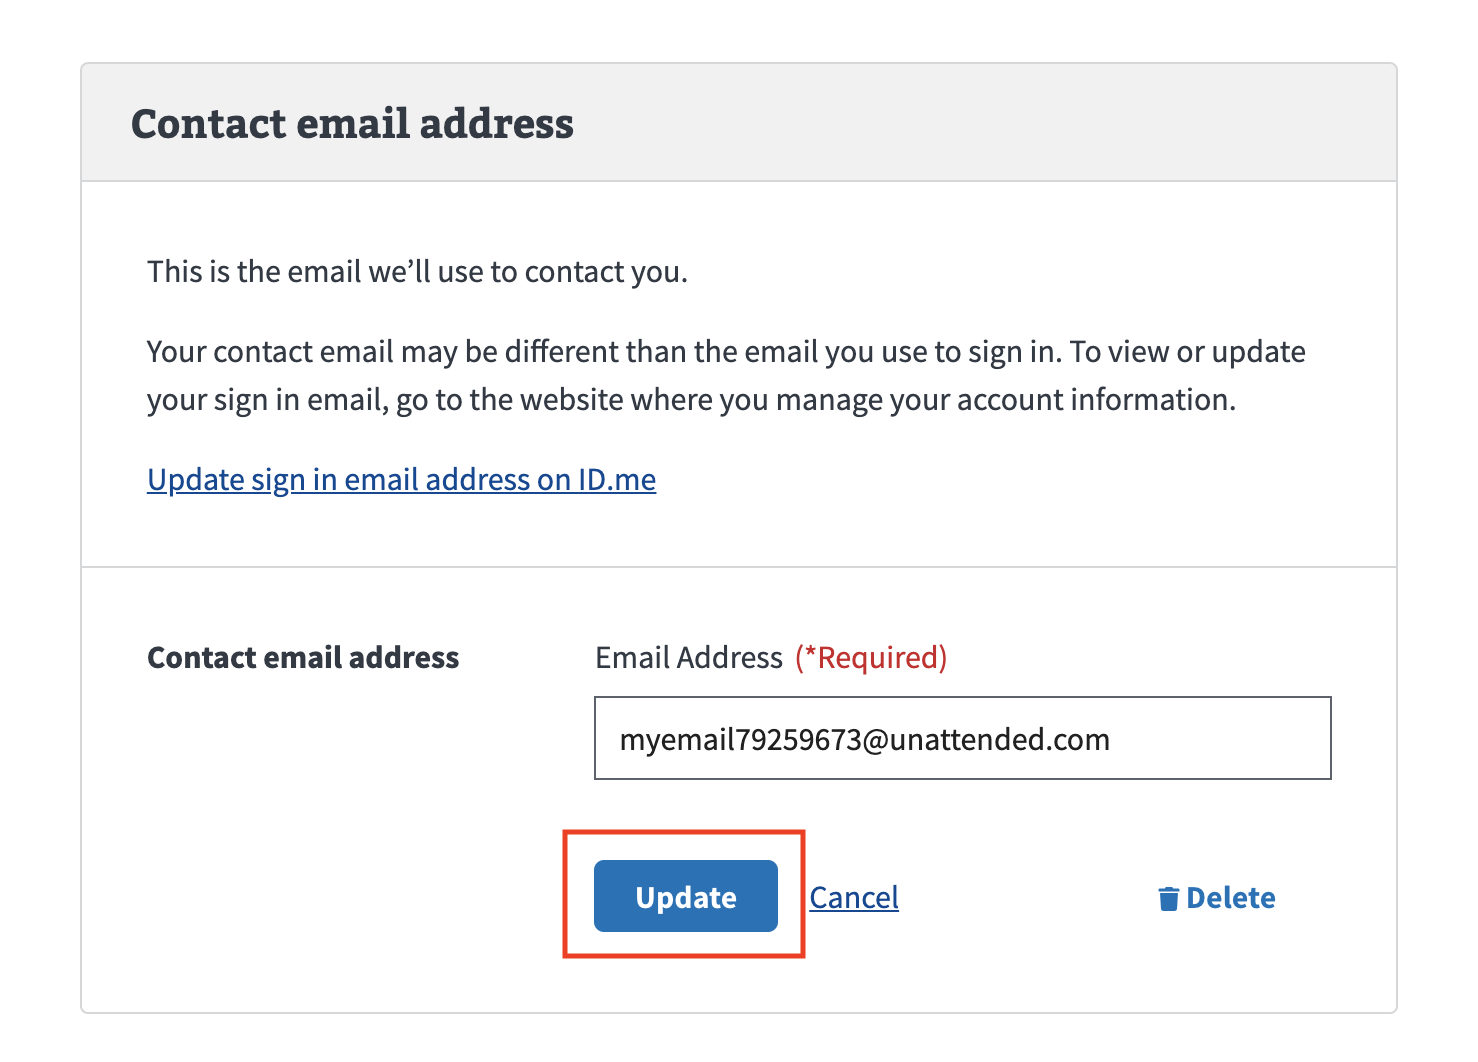 Contact email address
This is the email we’ll use to contact you.
Your contact email may be different than the email you use to sign in. To view or update
your sign in email, go to the website where you manage your account information.
Update sign in email address on ID.me
Contact email address
Email Address (*Required)
myemail79259673@unattended.com
Update
Cancel
Delete